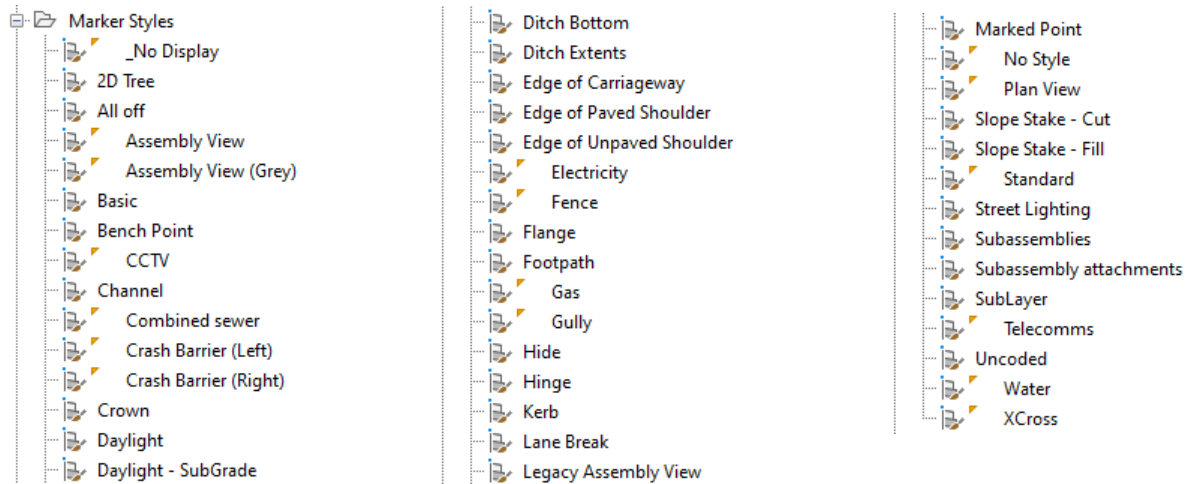 Marker Styles
_No Display
2D Tree
All off
Assembly View
Assembly View (Grey)
Basic
Bench Point
CCTV
Channel
Combined sewer
Crash Barrier (Left)
Crash Barrier (Right)
Crown
Daylight
Daylight - SubGrade
Ditch Bottom
Ditch Extents
Edge of Carriageway
Edge of Paved Shoulder
Edge of Unpaved Shoulder
Electricity
Fence
Flange
Footpath
Gas
Gully
Hide
Hinge
Kerb
Lane Break
Legacy Assembly View
Marked Point
No Style
Plan View
Slope Stake - Cut
Slope Stake - Fill
Standard
Street Lighting
Subassemblies
Subassembly attachments
SubLayer
Telecomms
Uncoded
Water
XCross